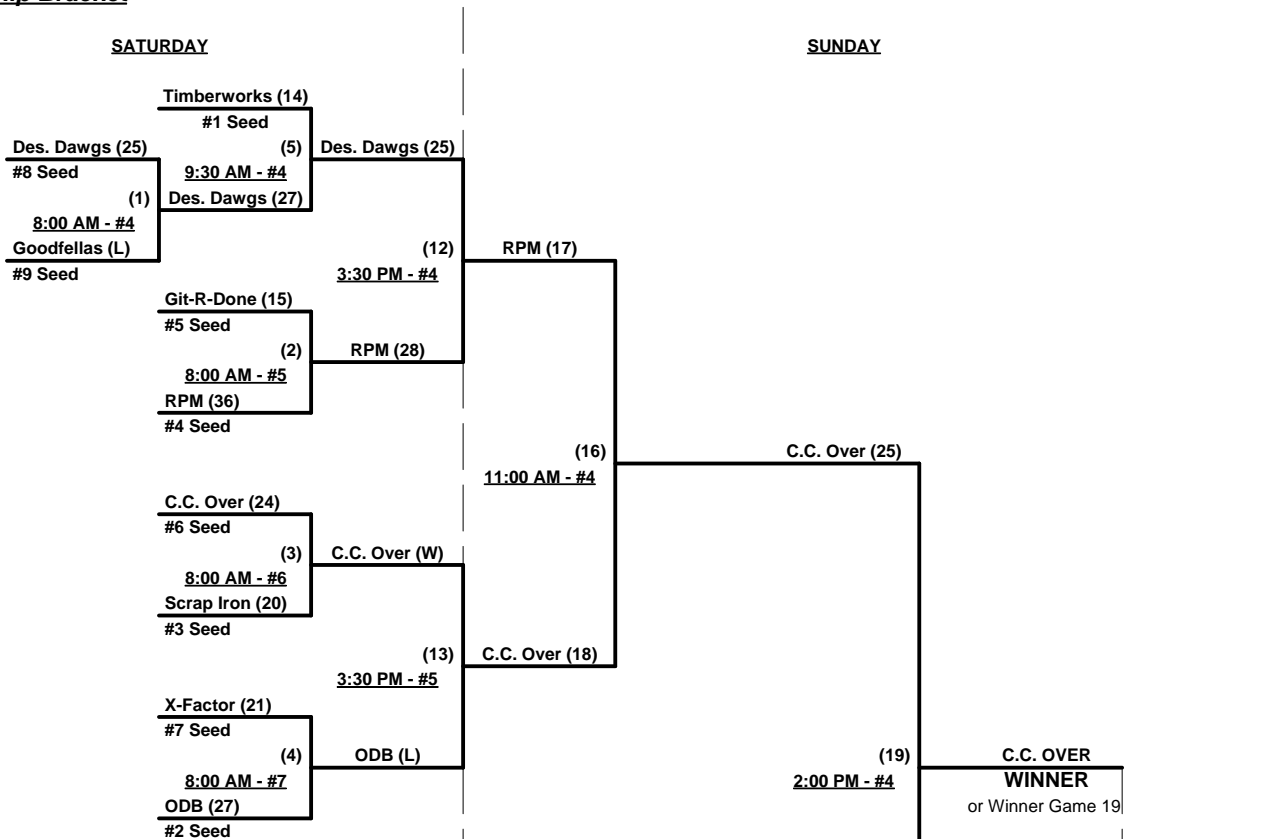 SATURDAY
SUNDAY
Timberworks (14)
#1 Seed
Des. Dawgs (25)
(5)
Des. Dawgs (25)
#8 Seed
9:30 AM - #4
(1)
Des. Dawgs (27)
8:00 AM - #4
Goodfellas (L)
(12)
RPM (17)
#9 Seed
3:30 PM - #4
Git-R-Done (15)
#5 Seed
(2)
RPM (28)
8:00 AM - #5
RPM (36)
#4 Seed
(16)
C.C. Over (25)
11:00 AM - #4
C.C. Over (24)
#6 Seed
(3)
C.C. Over (W)
8:00 AM - #6
Scrap Iron (20)
#3 Seed
(13)
C.C. Over (18)
3:30 PM - #5
X-Factor (21)
#7 Seed
(4)
ODB (L)
(19)
C.C. OVER
8:00 AM - #7
2:00 PM - #4
WINNER
ODB (27)
or Winner Game 19
#2 Seed